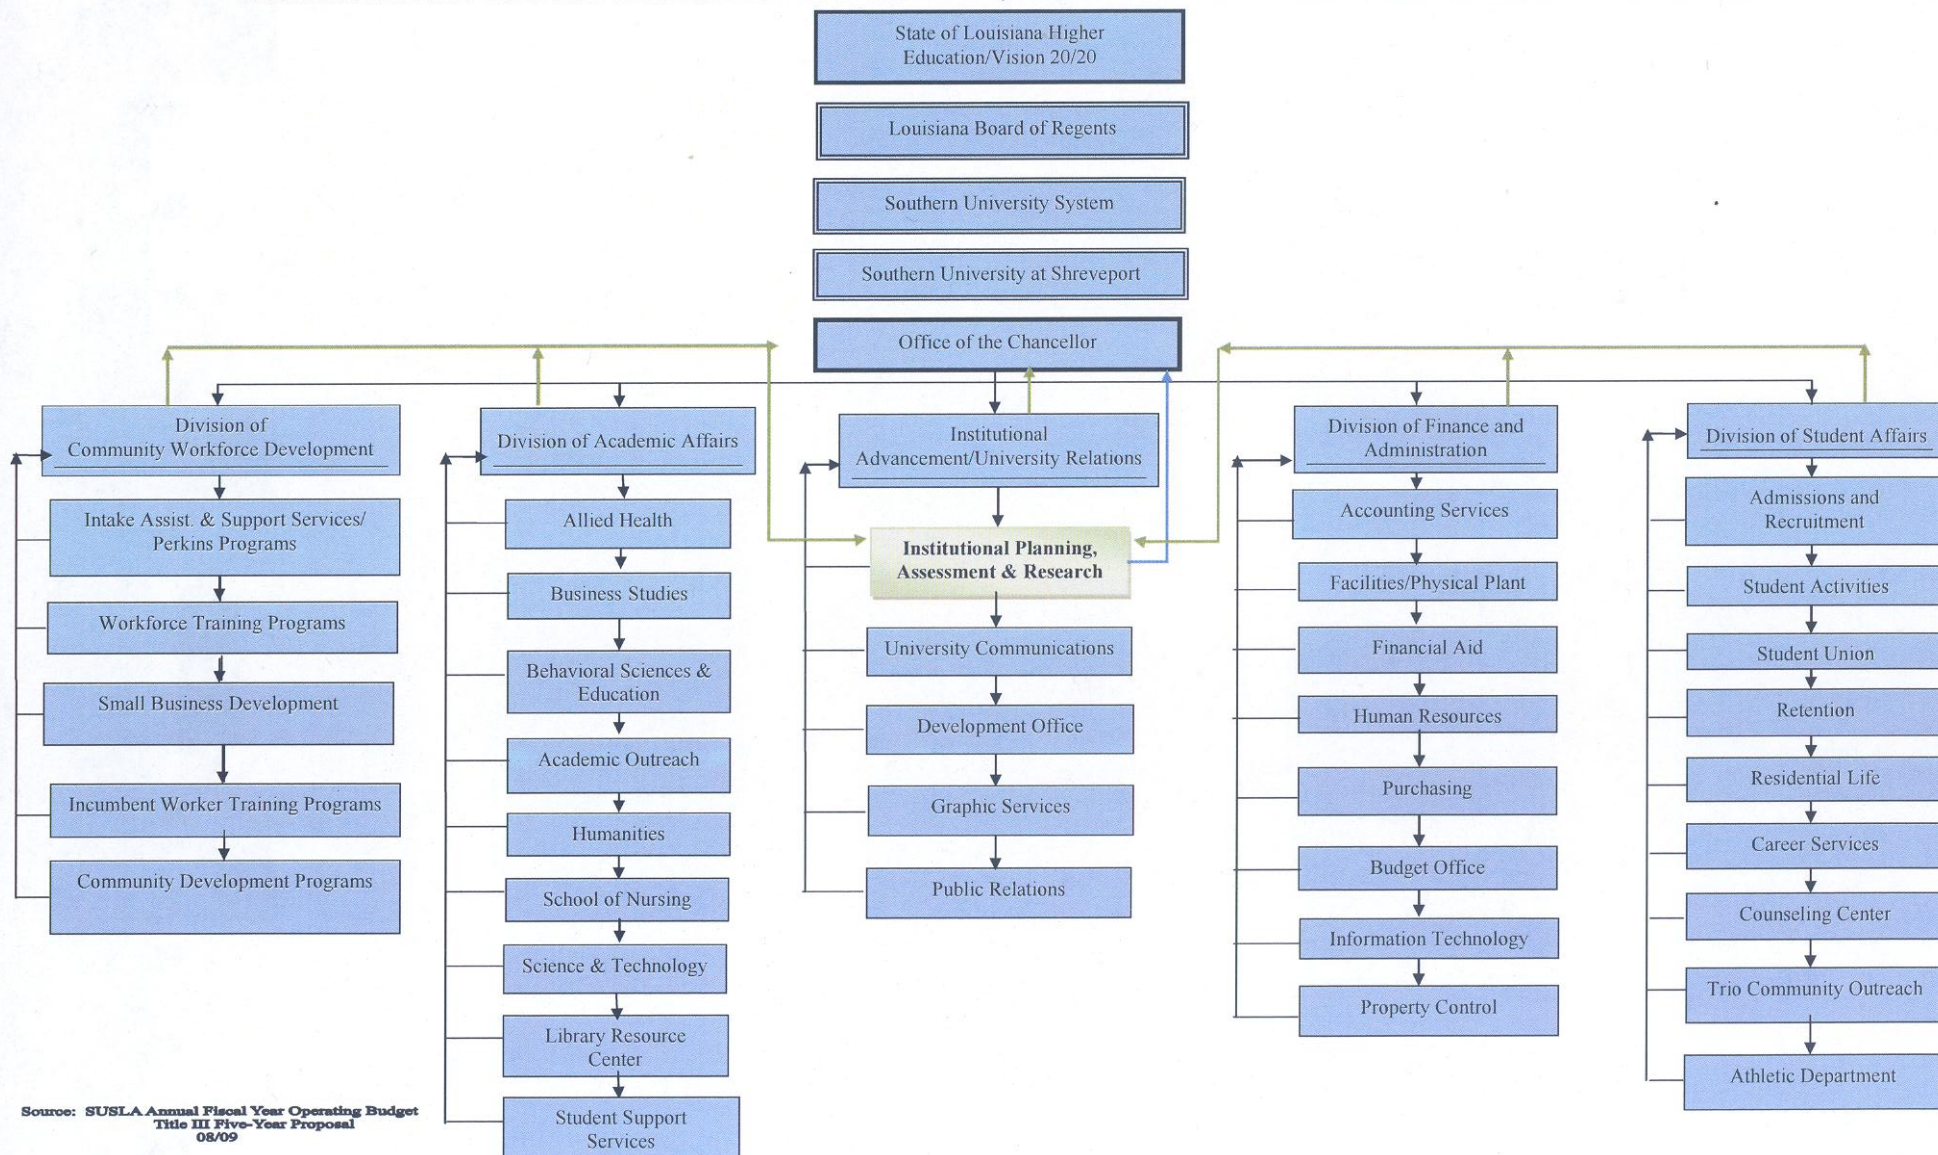 State of Louisiana Higher
Education/Vision 20/20
Louisiana Board of Regents
Southern University System
Southern University at Shreveport
Office of the Chancellor
Division of
Community Workforce Development
Intake Assist. & Support Services/
Perkins Programs
Workforce Training Programs
Small Business Development
Incumbent Worker Training Programs
Community Development Programs
Division of Academic Affairs
Allied Health
Business Studies
Behavioral Sciences &
Education
Academic Outreach
Humanities
School of Nursing
Science & Technology
Library Resource
Center
Student Support
Services
Institutional
Advancement/University Relations
Institutional Planning,
Assessment & Research
University Communications
Development Office
Graphic Services
Public Relations
Division of Finance and
Administration
Accounting Services
Facilities/Physical Plant
Financial Aid
Human Resources
Purchasing
Budget Office
Information Technology
Property Control
Division of Student Affairs
Admissions and
Recruitment
Student Activities
Student Union
Retention
Residential Life
Career Services
Counseling Center
Trio Community Outreach
Athletic Department
Source: SUSLA Annual Fiscal Year Operating Budget
Title III Five-Year Proposal
08/09